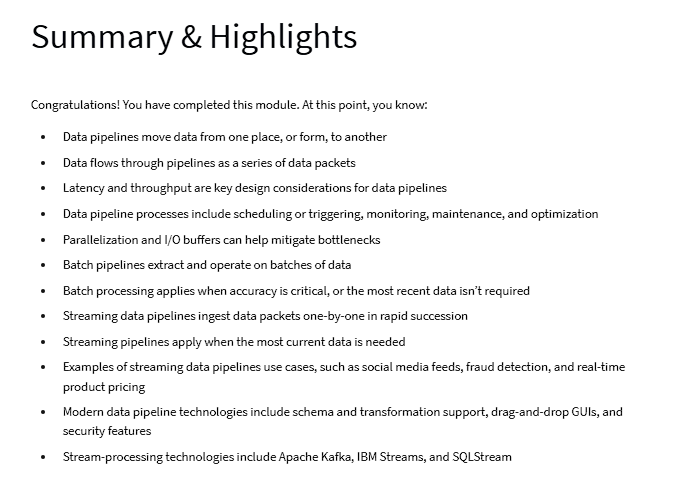 Summary & Highlights
Congratulations! You have completed this module. At this point, you know:
• Data pipelines move data from one place, or form, to another
• Data flows through pipelines as a series of data packets
• Latency and throughput are key design considerations for data pipelines
• Data pipeline processes include scheduling or triggering, monitoring, maintenance, and optimization
• Parallelization and I/O buffers can help mitigate bottlenecks
• Batch pipelines extract and operate on batches of data
• Batch processing applies when accuracy is critical, or the most recent data isn’t required
• Streaming data pipelines ingest data packets one-by-one in rapid succession
• Streaming pipelines apply when the most current data is needed
• Examples of streaming data pipelines use cases, such as social media feeds, fraud detection, and real-time
product pricing
• Modern data pipeline technologies include schema and transformation support, drag-and-drop GUIs, and
security features
• Stream-processing technologies include Apache Kafka, IBM Streams, and SQLStream